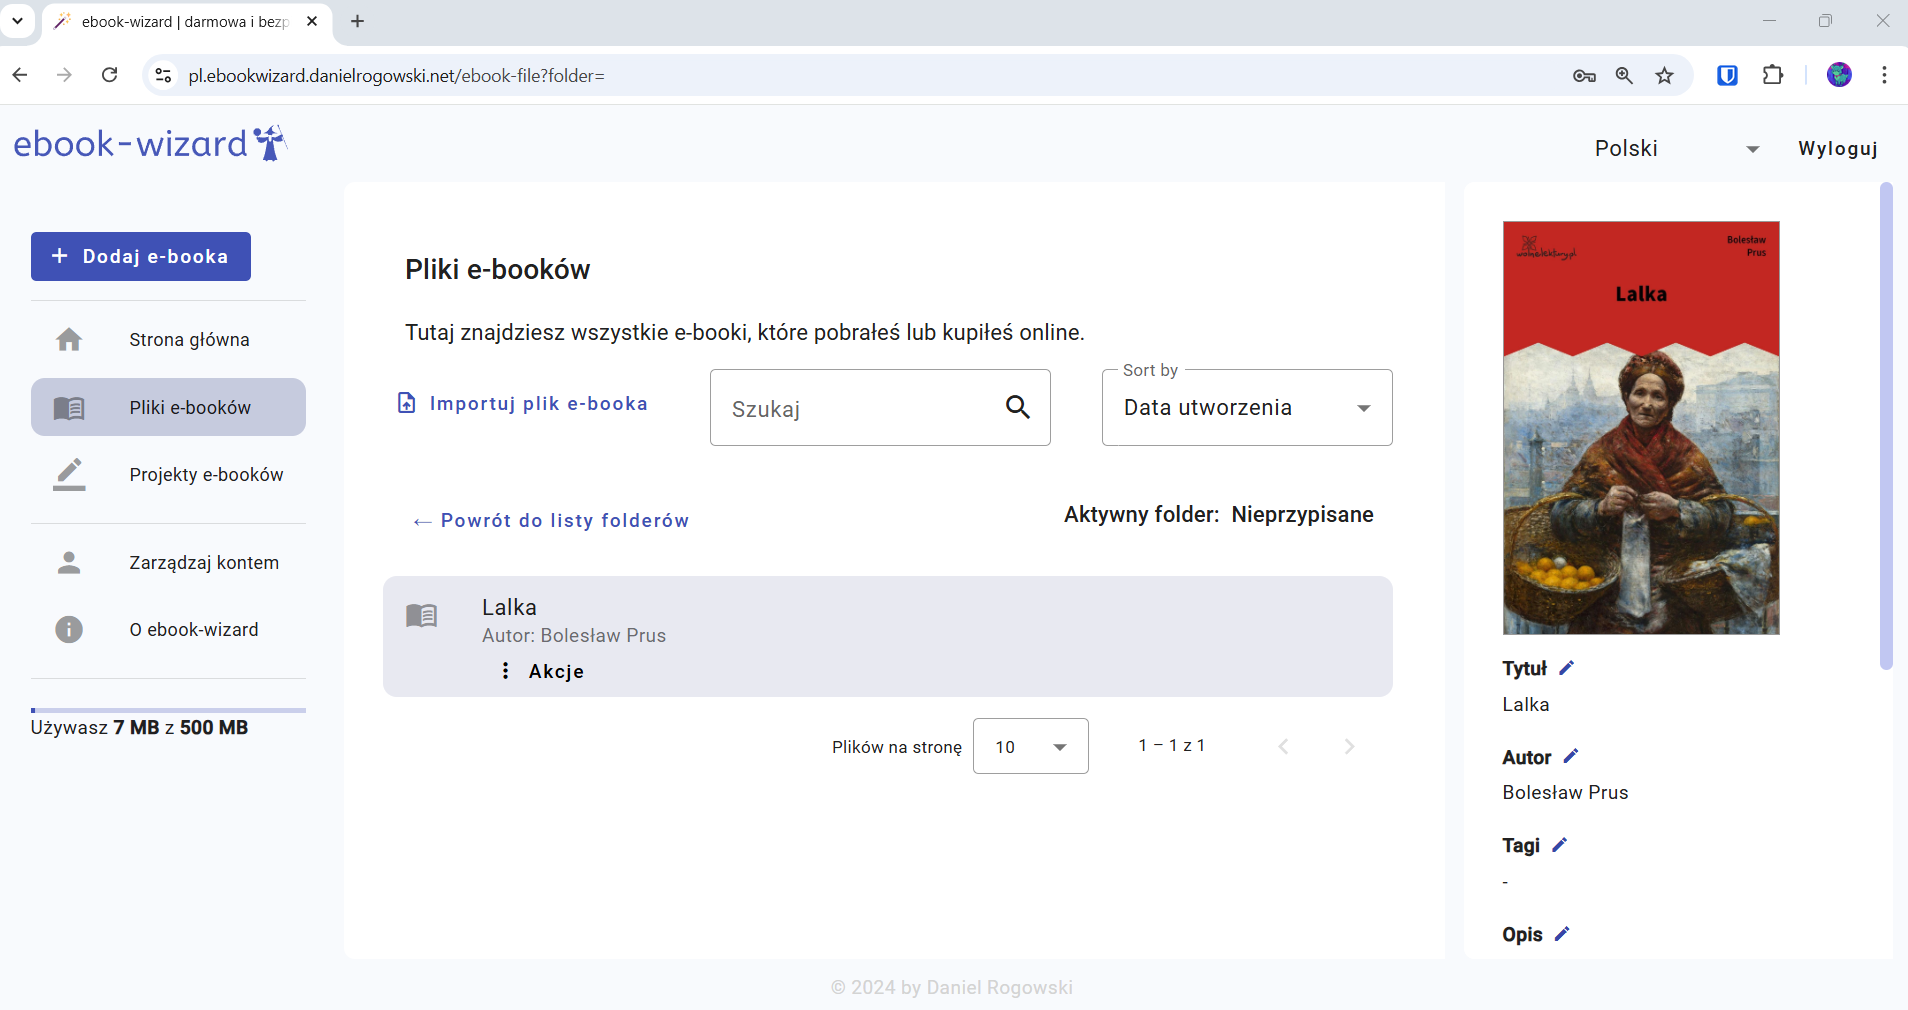 ebook-wizard | darmowa i bezp
pl.ebookwizard.danielrogowski.net/ebook-file?folder=
ebook-wizard
Polski
Wyloguj
+ Dodaj e-booka
Strona główna
Pliki e-booków
Projekty e-booków
Zarządzaj kontem
O ebook-wizard
Używasz 7 MB z 500 MB
Pliki e-booków
Tutaj znajdziesz wszystkie e-booki, które pobrałeś lub kupiłeś online.
Importuj plik e-booka
Szukaj
Sort by
Data utworzenia
← Powrót do listy folderów
Aktywny folder: Nieprzypisane
Lalka
Autor: Bolesław Prus
Akcje
Plików na stronę
10
1 – 1 z 1
wolnelektury.pl
Bolesław
Prus
Lalka
Tytuł
Lalka
Autor
Bolesław Prus
Tagi
-
Opis
© 2024 by Daniel Rogowski